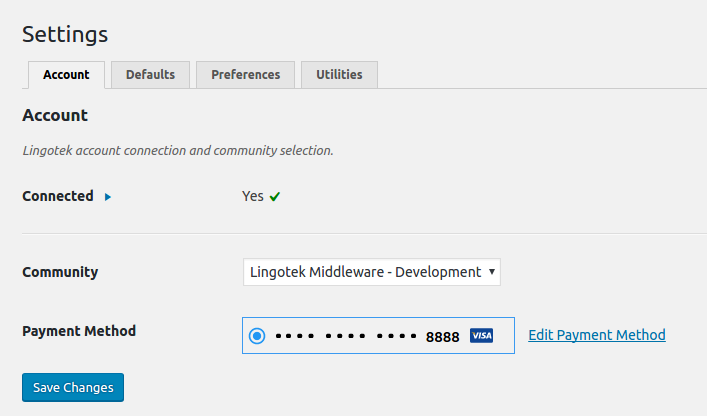 Settings
Account Defaults Preferences Utilities
Account
Lingotek account connection and community selection.
Connected Yes
Community Lingotek Middleware - Development
Payment Method •••• •••• •••• 8888 VISA Edit Payment Method
Save Changes